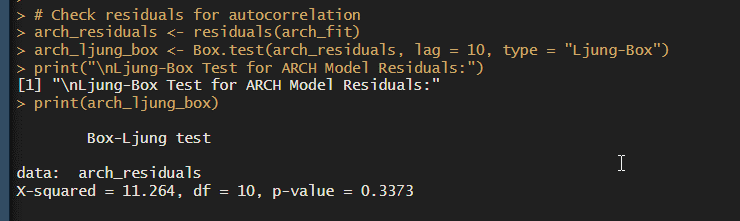 > # Check residuals for autocorrelation
> arch_residuals <- residuals(arch_fit)
> arch_ljung_box <- Box.test(arch_residuals, lag = 10, type = "Ljung-Box")
> print("\nLjung-Box Test for ARCH Model Residuals:")
[1] "\nLjung-Box Test for ARCH Model Residuals:"
> print(arch_ljung_box)
Box-Ljung test
data:  arch_residuals
X-squared = 11.264, df = 10, p-value = 0.3373